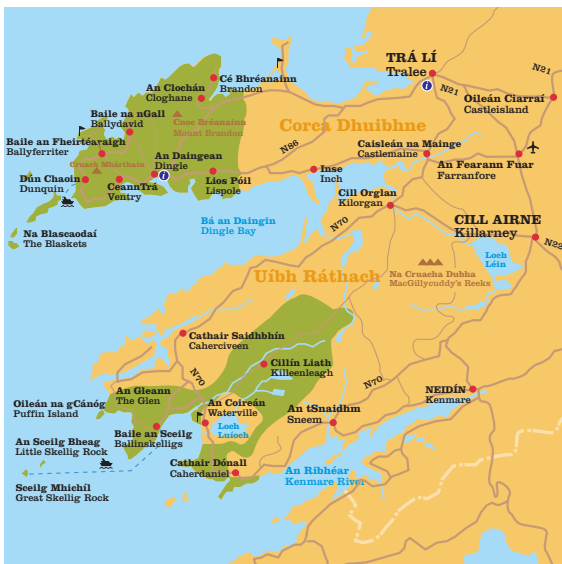 TRÁ LÍ
Tralee
Cé Bhréanainn
Brandon
An Clochán
Cloghane
N21
N21
Oileán Ciarraí
Castleisland
Baile na nGall
Ballydavid
Cnoc Bréanainn
Mount Brandon
Corca Dhuibhne
Baile an Fheirtéaraigh
Ballyferriter
N86
Caisleán na Mainge
Castlemaine
Cruach Mhárthain
An Daingean
Dingle
An Fearann Fuar
Farranfore
Dún Chaoin
Dunquin
CeannTrá
Ventry
Lios Póil
Lispole
Inse
Inch
Cill Orglan
Kilorgan
Bá an Daingin
Dingle Bay
N70
CILL AIRNE
Killarney
Na Blascaodaí
The Blaskets
N22
Loch
Léin
Uíbh Ráthach
Na Cruacha Dubha
MacGillycuddy's Reeks
Cathair Saidhbhín
Caherciveen
Cillín Liath
Killeenleagh
N70
N70
An Gleann
The Glen
NEIDÍN
Kenmare
Oileán na gCánóg
Puffin Island
An Coireán
Waterville
An tSnaidhm
Sneem
Loch
Luíoch
Baile an Sceilg
Ballinskelligs
An Sceilg Bheag
Little Skellig Rock
Cathair Dónall
Caherdaniel
An Ribhéar
Kenmare River
Sceilg Mhichíl
Great Skellig Rock